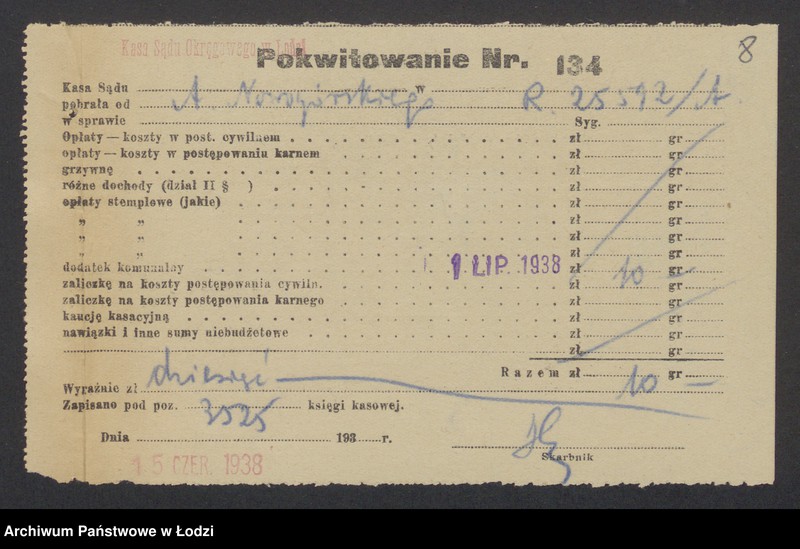 8
Kasa Sądu Okręgowego w Łodzi
Pokwitowanie Nr. 134
Kasa Sądu w
pobrała od A. Nowogórskiego R. 25592/A
w sprawie Syg.
Opłaty — koszty w post. cywilnem zł gr
opłaty — koszty w postępowaniu karnem zł gr
grzywnę zł gr
różne dochody (dział II § ) zł gr
opłaty stemplowe (jakie) zł gr
„ „ zł gr
„ „ zł gr
„ „ zł gr
1 LIP. 1938
dodatek komunalny zł gr
zaliczkę na koszty postępowania cywiln. zł 10 — gr
zaliczkę na koszty postępowania karnego zł gr
kaucję kasacyjną zł gr
nawiązki i inne sumy niebudżetowe zł gr
zł gr
Razem zł 10 gr —
Wyraźnie zł dziesięć —
Zapisano pod poz. 3525 księgi kasowej.
Dnia 193 r.
15 CZER. 1938
Skarbnik
Archiwum Państwowe w Łodzi